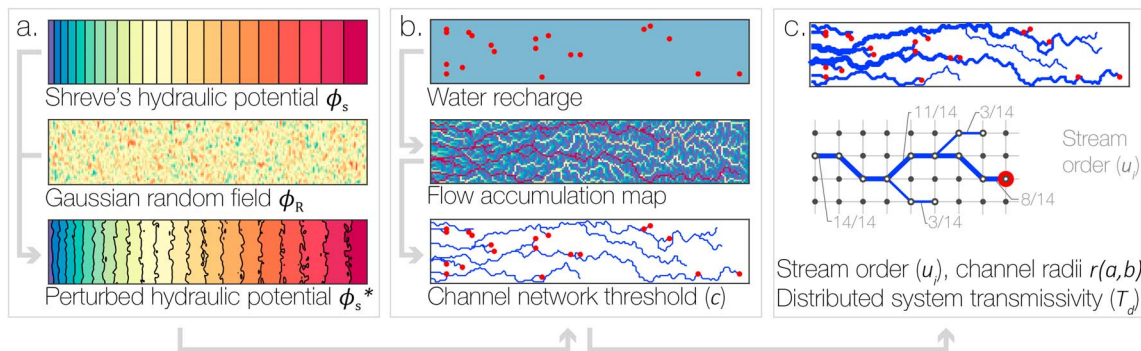 a.
Shreve's hydraulic potential ϕₛ
Gaussian random field ϕ_R
Perturbed hydraulic potential ϕₛ*
b.
Water recharge
Flow accumulation map
Channel network threshold (c)
c.
11/14
3/14
Stream
order (uᵢ)
14/14
3/14
8/14
Stream order (uᵢ), channel radii r(a,b)
Distributed system transmissivity (T_d)